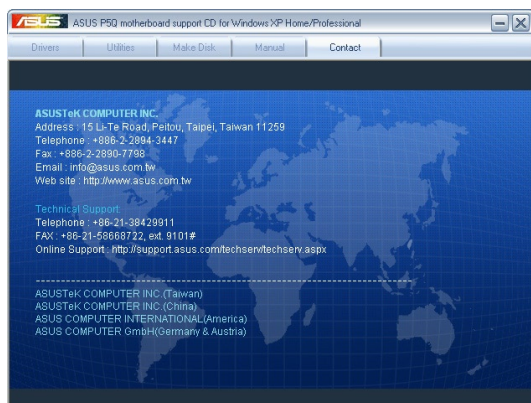 ASUS ASUS P5Q motherboard support CD for Windows XP Home/Professional
Drivers Utilities Make Disk Manual Contact
ASUSTeK COMPUTER INC.
Address : 15 Li-Te Road, Peitou, Taipei, Taiwan 11259
Telephone : +886-2-2894-3447
Fax : +886-2-2890-7798
Email : info@asus.com.tw
Web site : http://www.asus.com.tw
Technical Support:
Telephone : +86-21-38429911
FAX : +86-21-58668722, ext. 9101#
Online Support : http://support.asus.com/techserv/techserv.aspx
ASUSTeK COMPUTER INC.(Taiwan)
ASUSTeK COMPUTER INC.(China)
ASUS COMPUTER INTERNATIONAL(America)
ASUS COMPUTER GmbH(Germany & Austria)